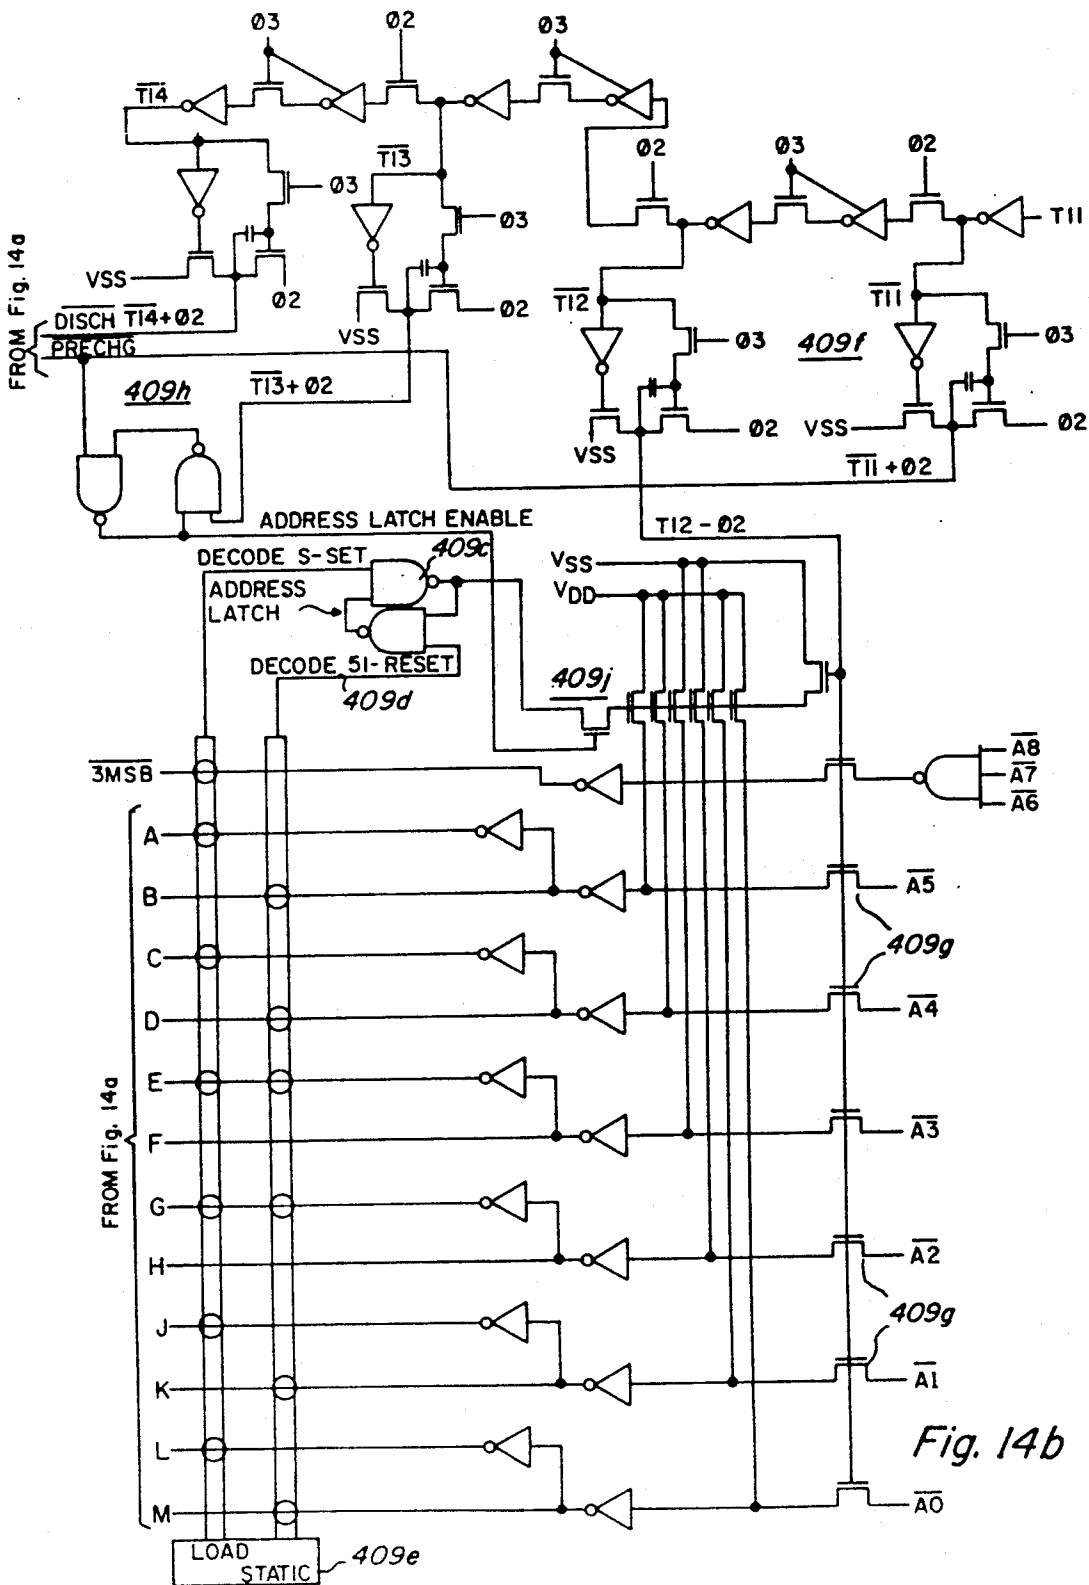 Ø3
Ø2
Ø3
T14
T13
Ø3
Ø3
Ø2
Ø3
Ø2
T11
VSS
Ø2
VSS
Ø2
FROM Fig. 14a
DISCH T14+Ø2
PRECHG
409h
T13+Ø2
T12
Ø3
409f
T11
Ø3
VSS
Ø2
VSS
Ø2
T11+Ø2
ADDRESS LATCH ENABLE
T12-Ø2
DECODE S-SET
409c
ADDRESS
LATCH
VSS
VDD
DECODE 51-RESET
409d
409j
3MSB
A8
A7
A6
FROM Fig. 14a
A
B
A5
409g
C
D
A4
E
F
A3
G
H
A2
409g
J
K
A1
L
M
A0
Fig. 14b
LOAD
STATIC
409e